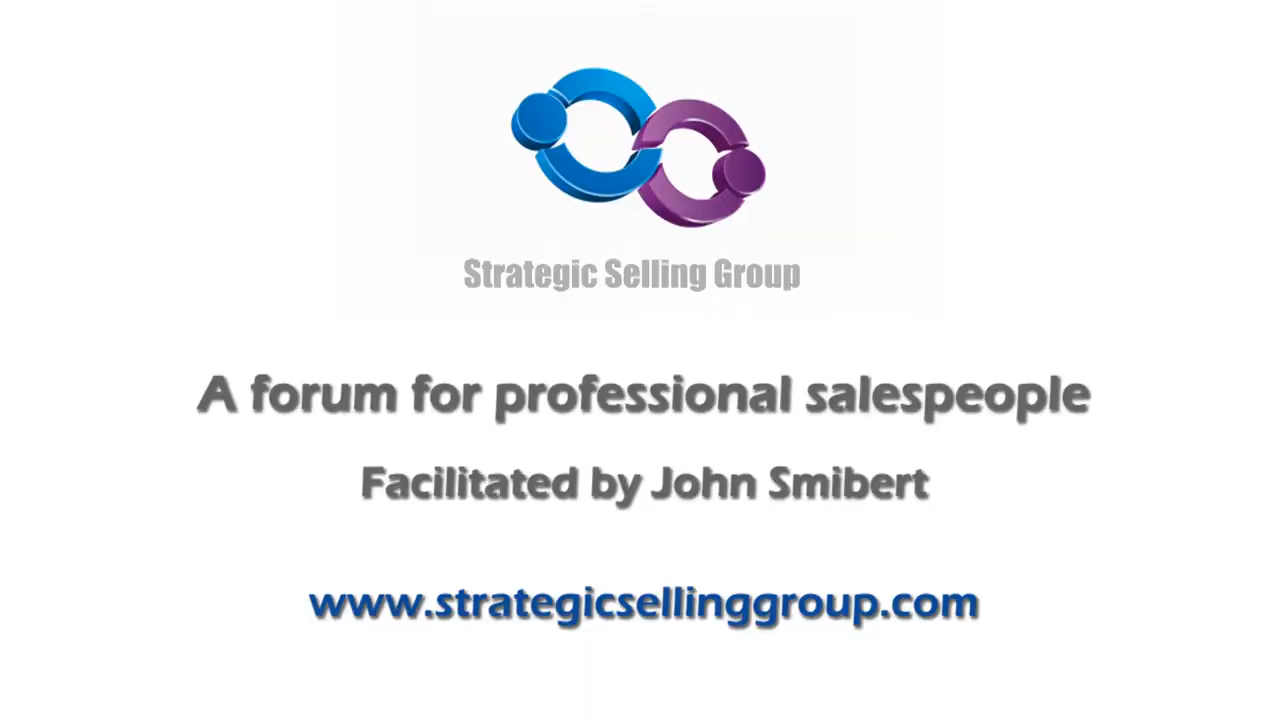 Strategic Selling Group
A forum for professional salespeople
Facilitated by John Smibert
www.strategicsellinggroup.com